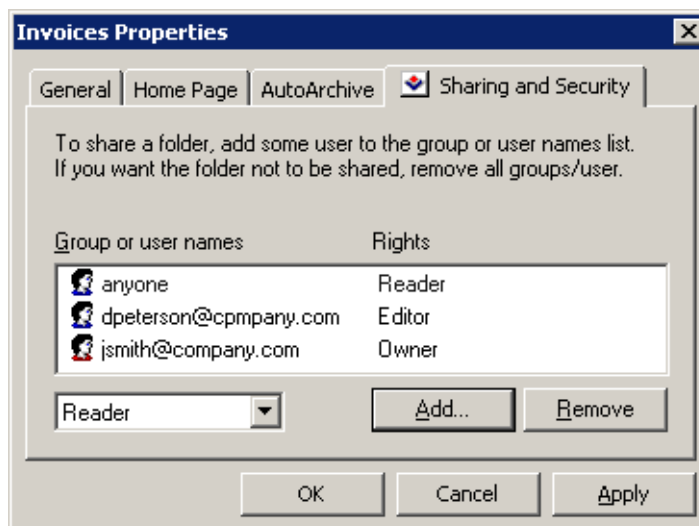 Invoices Properties
General Home Page AutoArchive Sharing and Security
To share a folder, add some user to the group or user names list.
If you want the folder not to be shared, remove all groups/user.
Group or user names Rights
anyone Reader
dpeterson@cpmpany.com Editor
jsmith@company.com Owner
Reader Add... Remove
OK Cancel Apply